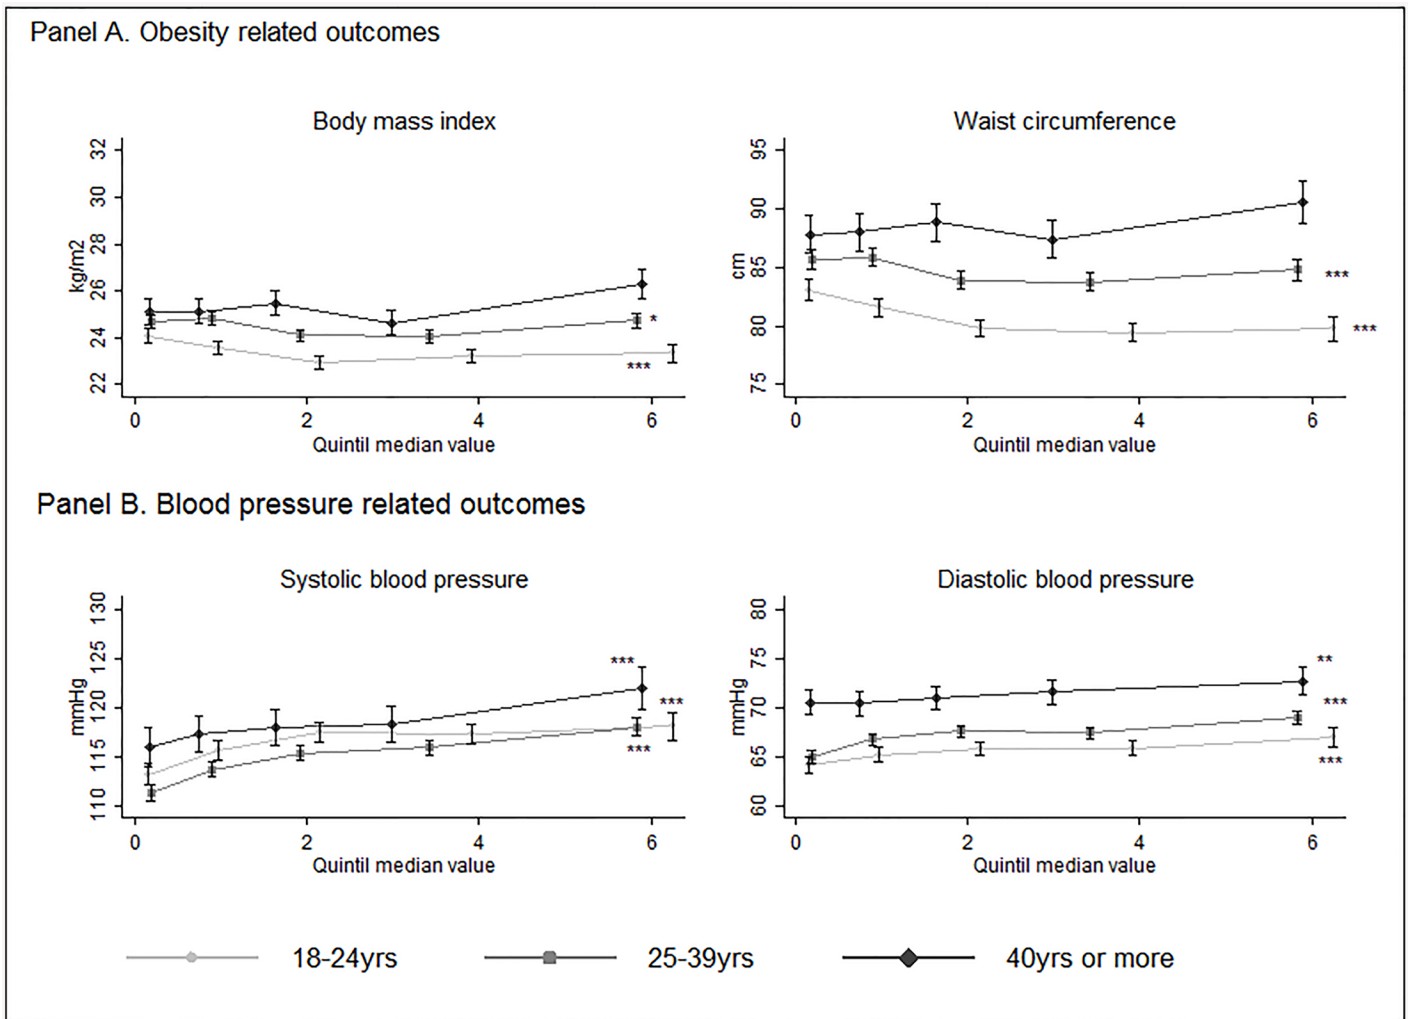 Panel A. Obesity related outcomes
Body mass index
kg/m2
32
30
28
26
24
22
*
***
0 2 4 6
Quintil median value
Waist circumference
cm
95
90
85
80
75
***
***
0 2 4 6
Quintil median value
Panel B. Blood pressure related outcomes
Systolic blood pressure
mmHg
130
125
120
115
110
***
***
***
0 2 4 6
Quintil median value
Diastolic blood pressure
mmHg
80
75
70
65
60
**
***
***
0 2 4 6
Quintil median value
18-24yrs 25-39yrs 40yrs or more